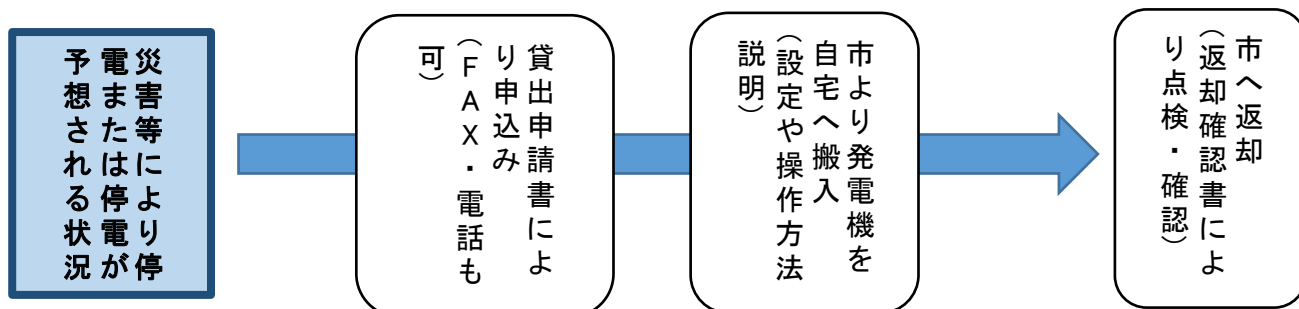 災害等により停
電または停電が
予想される状況
貸出申請書によ
り申込み
（FAX・電話も
可）
市より発電機を
自宅へ搬入
（設定や操作方法
説明）
市へ返却
（返却確認書によ
り点検・確認）